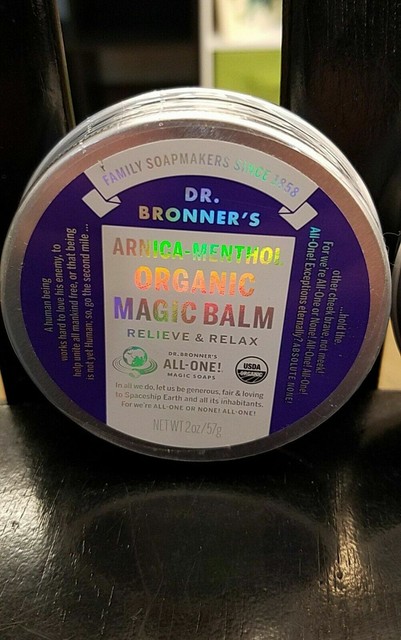 FAMILY SOAPMAKERS SINCE 1858
DR.
BRONNER'S
ARNICA-MENTHOL
ORGANIC
MAGIC BALM
RELIEVE & RELAX
DR. BRONNER'S
ALL-ONE!
MAGIC SOAPS
USDA
ORGANIC
In all we do, let us be generous, fair & loving
to Spaceship Earth and all its inhabitants.
For we're ALL-ONE OR NONE! ALL-ONE!
NET WT 2oz/57g
A human being
works hard to love his enemy, to
help unite all mankind free, or that being
is not yet Human; so, go the second mile ...
...hold the
other cheek brave, not meek!
For we're All-One or None! All-One! All-One!
All-One! Exceptions eternally? ABSOLUTE NONE!